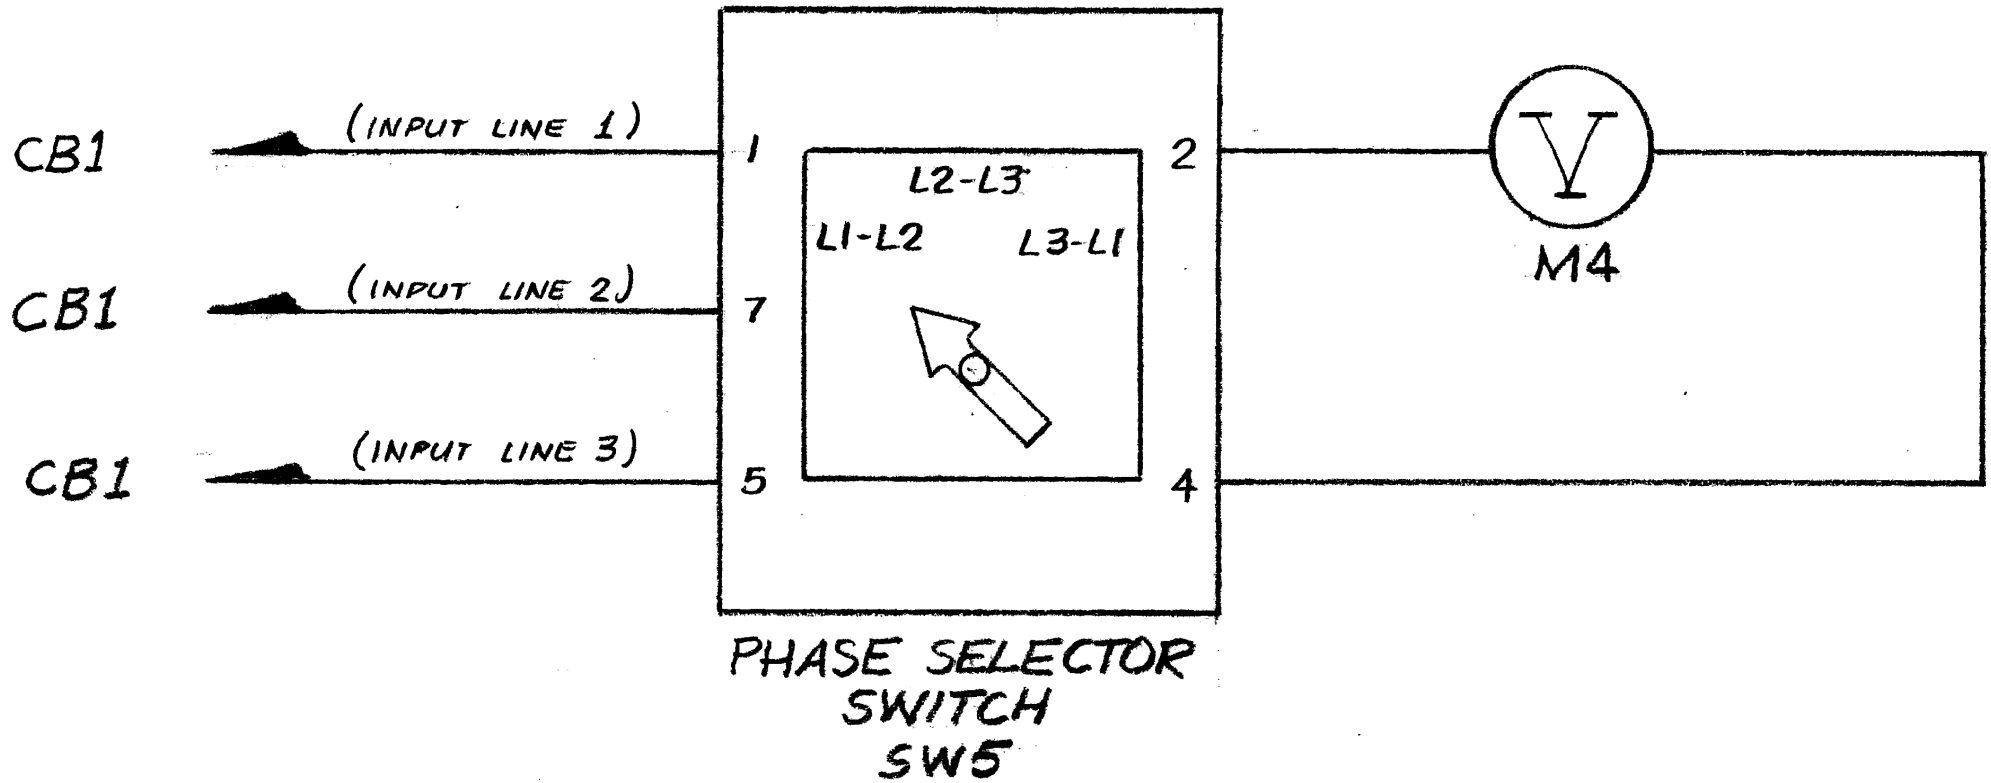 CB1
(INPUT LINE 1)
1
2
L2-L3
L1-L2
L3-L1
V
M4
CB1
(INPUT LINE 2)
7
CB1
(INPUT LINE 3)
5
4
PHASE SELECTOR
SWITCH
SW5